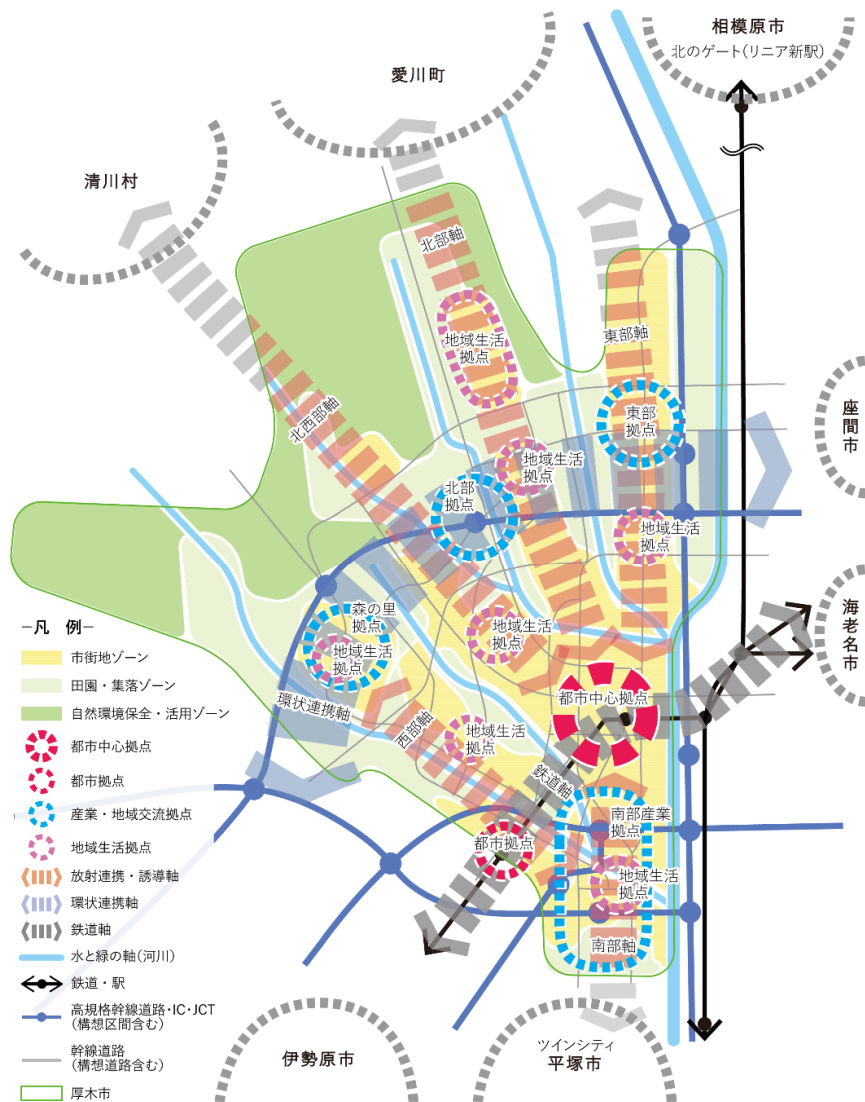 相模原市
北のゲート(リニア新駅)
愛川町
清川村
北部軸
地域生活
拠点
東部軸
座間市
北西部軸
東部
拠点
地域生活
拠点
北部
拠点
地域生活
拠点
森の里
拠点
地域生活
拠点
地域生活
拠点
海老名市
環状連携軸
都市中心拠点
西部軸
地域生活
拠点
鉄道軸
南部産業
拠点
都市拠点
地域生活
拠点
南部軸
−凡 例−
市街地ゾーン
田園・集落ゾーン
自然環境保全・活用ゾーン
都市中心拠点
都市拠点
産業・地域交流拠点
地域生活拠点
放射連携・誘導軸
環状連携軸
鉄道軸
水と緑の軸(河川)
鉄道・駅
高規格幹線道路・IC・JCT
(構想区間含む)
幹線道路
(構想道路含む)
厚木市
伊勢原市
ツインシティ
平塚市